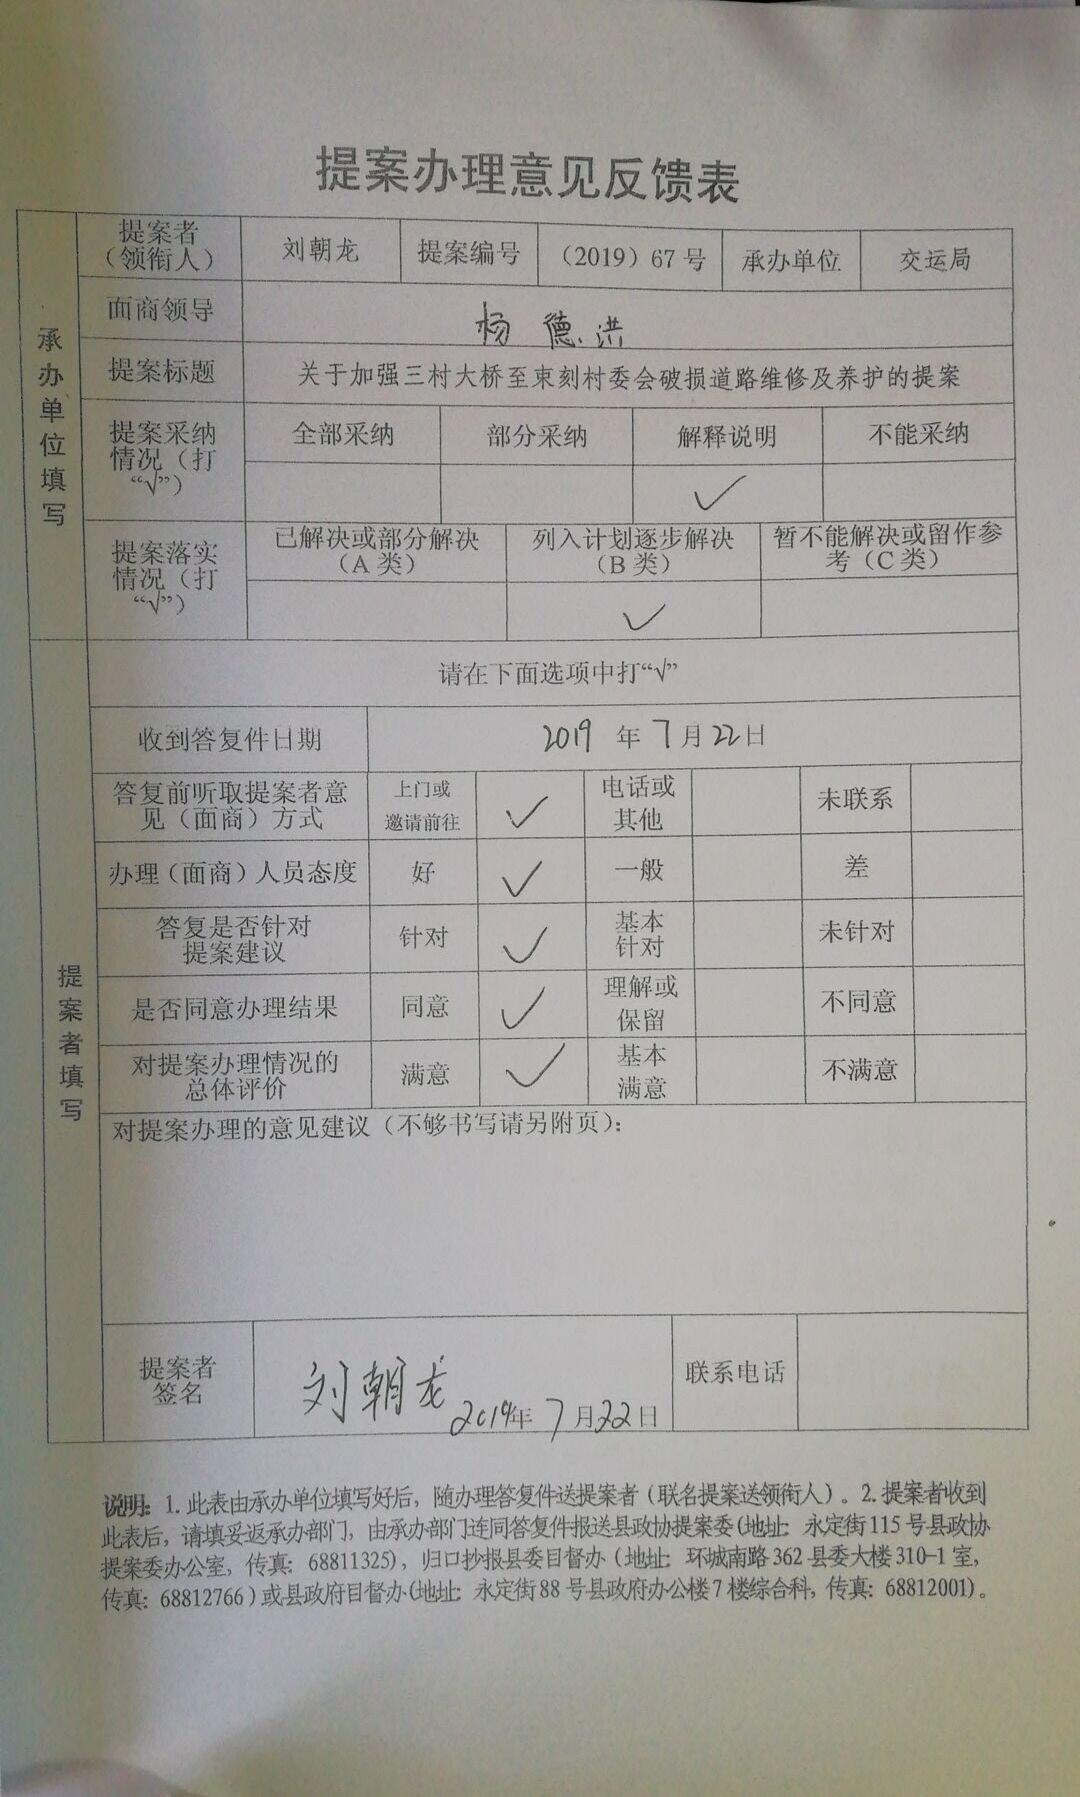 提案办理意见反馈表
承办单位填写
提案者
（领衔人）
刘朝龙
提案编号
（2019）67号
承办单位
交运局
面商领导
杨德洪
提案标题
关于加强三村大桥至束刻村委会破损道路维修及养护的提案
提案采纳
情况（打
“√”）
全部采纳
部分采纳
解释说明
不能采纳
✓
提案落实
情况（打
“√”）
已解决或部分解决
（A类）
列入计划逐步解决
（B类）
暂不能解决或留作参
考（C类）
✓
提案者填写
请在下面选项中打“√”
收到答复件日期
2019年7月22日
答复前听取提案者意
见（面商）方式
上门或
邀请前往
✓
电话或
其他
未联系
办理（面商）人员态度
好
✓
一般
差
答复是否针对
提案建议
针对
✓
基本
针对
未针对
是否同意办理结果
同意
✓
理解或
保留
不同意
对提案办理情况的
总体评价
满意
✓
基本
满意
不满意
对提案办理的意见建议（不够书写请另附页）：
提案者
签名
刘朝龙
2019年7月22日
联系电话
说明：1.此表由承办单位填写好后，随办理答复件送提案者（联名提案送领衔人）。2.提案者收到
此表后，请填妥返承办部门，由承办部门连同答复件报送县政协提案委（地址：永定街115号县政协
提案委办公室，传真：68811325），归口抄报县委目督办（地址：环城南路362县委大楼310-1室，
传真：68812766）或县政府目督办（地址：永定街88号县政府办公楼7楼综合科，传真：68812001）。